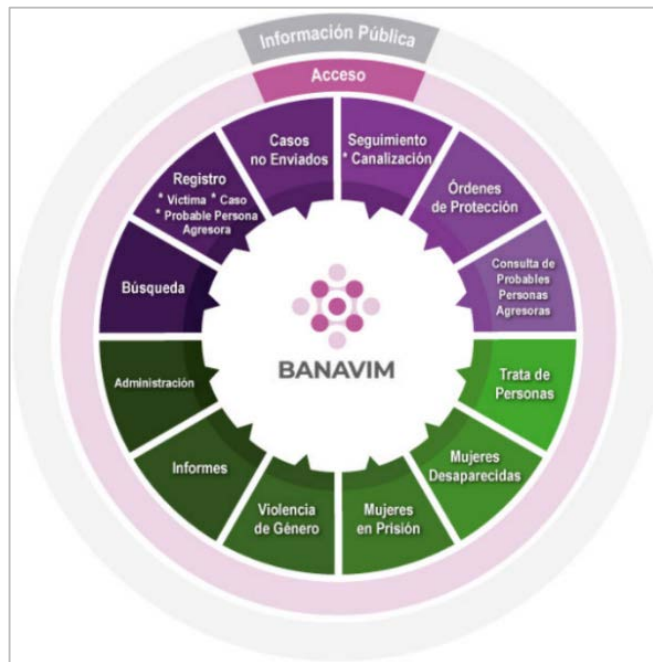 Información Pública
Acceso
Casos
no Enviados
Seguimiento
* Canalización
Registro
* Víctima * Caso
* Probable Persona
Agresora
Órdenes
de Protección
Búsqueda
Consulta de
Probables
Personas
Agresoras
BANAVIM
Administración
Trata de
Personas
Informes
Mujeres
Desaparecidas
Violencia
de Género
Mujeres
en Prisión